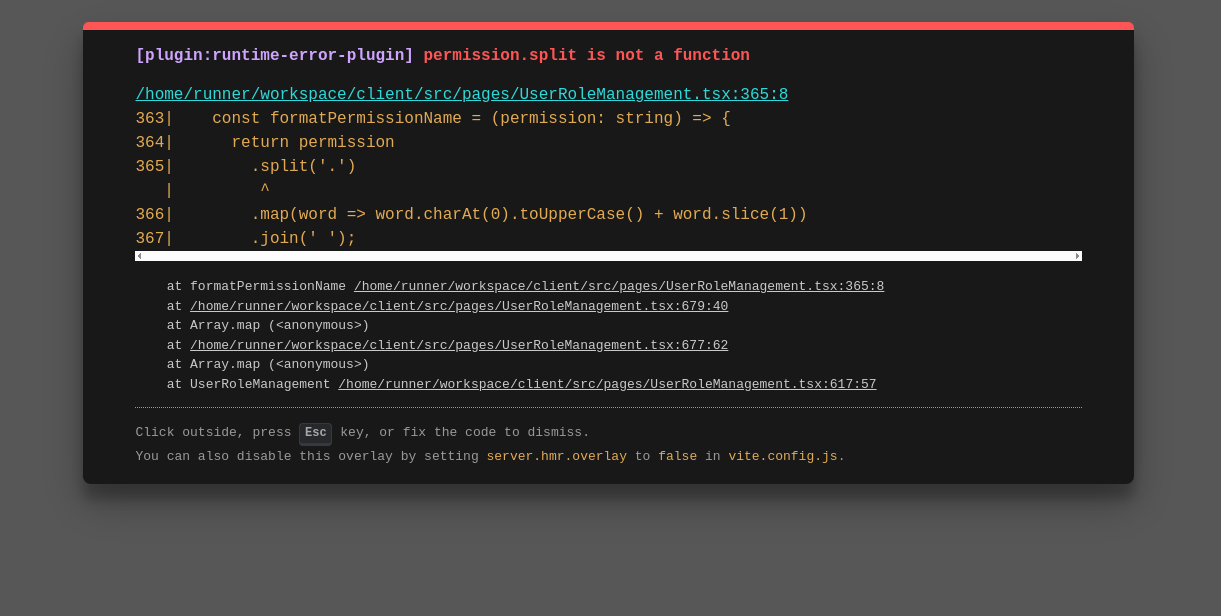 [plugin:runtime-error-plugin] permission.split is not a function
/home/runner/workspace/client/src/pages/UserRoleManagement.tsx:365:8
363|    const formatPermissionName = (permission: string) => {
364|      return permission
365|        .split('.')
   |         ^
366|        .map(word => word.charAt(0).toUpperCase() + word.slice(1))
367|        .join(' ');
    at formatPermissionName /home/runner/workspace/client/src/pages/UserRoleManagement.tsx:365:8
    at /home/runner/workspace/client/src/pages/UserRoleManagement.tsx:679:40
    at Array.map (<anonymous>)
    at /home/runner/workspace/client/src/pages/UserRoleManagement.tsx:677:62
    at Array.map (<anonymous>)
    at UserRoleManagement /home/runner/workspace/client/src/pages/UserRoleManagement.tsx:617:57
Click outside, press Esc key, or fix the code to dismiss.
You can also disable this overlay by setting server.hmr.overlay to false in vite.config.js.